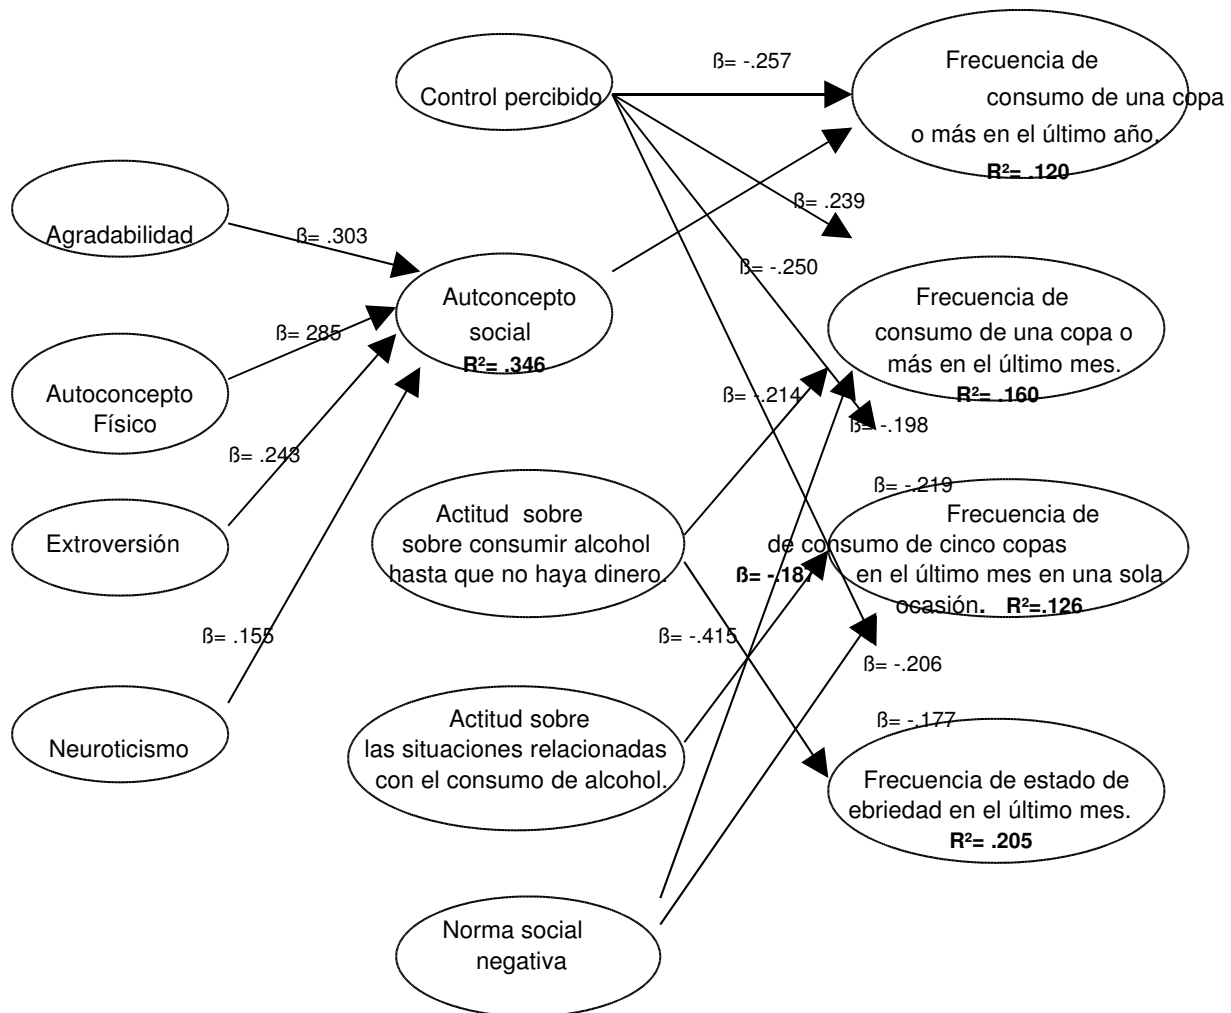 Control percibido
ß= -.257
Frecuencia de
consumo de una copa
o más en el último año.
R²= .120
Agradabilidad
ß= .303
ß= .239
ß= -.250
Autconcepto
social
R²= .346
Frecuencia de
consumo de una copa o
más en el último mes.
R²= .160
ß= 285
Autoconcepto
Físico
ß= -.214
ß= -.198
ß= .243
Extroversión
Actitud sobre
sobre consumir alcohol
hasta que no haya dinero.
ß= -.219
Frecuencia de
de consumo de cinco copas
en el último mes en una sola
ocasión. R²=.126
ß= -.187
ß= .155
ß= -.415
ß= -.206
Neuroticismo
Actitud sobre
las situaciones relacionadas
con el consumo de alcohol.
ß= -.177
Frecuencia de estado de
ebriedad en el último mes.
R²= .205
Norma social
negativa